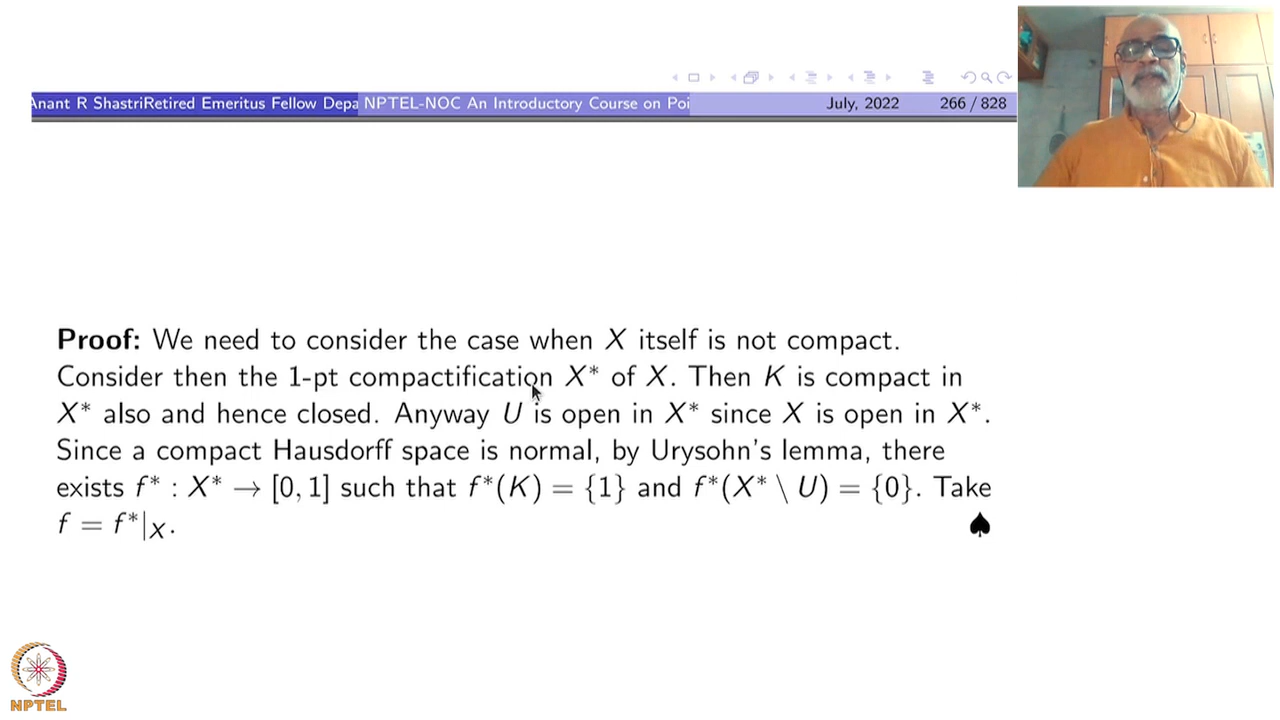 Anant R ShastriRetired Emeritus Fellow Depa NPTEL-NOC An Introductory Course on Poi July, 2022 266 / 828
Proof: We need to consider the case when X itself is not compact.
Consider then the 1-pt compactification X* of X. Then K is compact in
X* also and hence closed. Anyway U is open in X* since X is open in X*.
Since a compact Hausdorff space is normal, by Urysohn's lemma, there
exists f* : X* → [0, 1] such that f*(K) = {1} and f*(X* \ U) = {0}. Take
f = f*|X. ♠
NPTEL